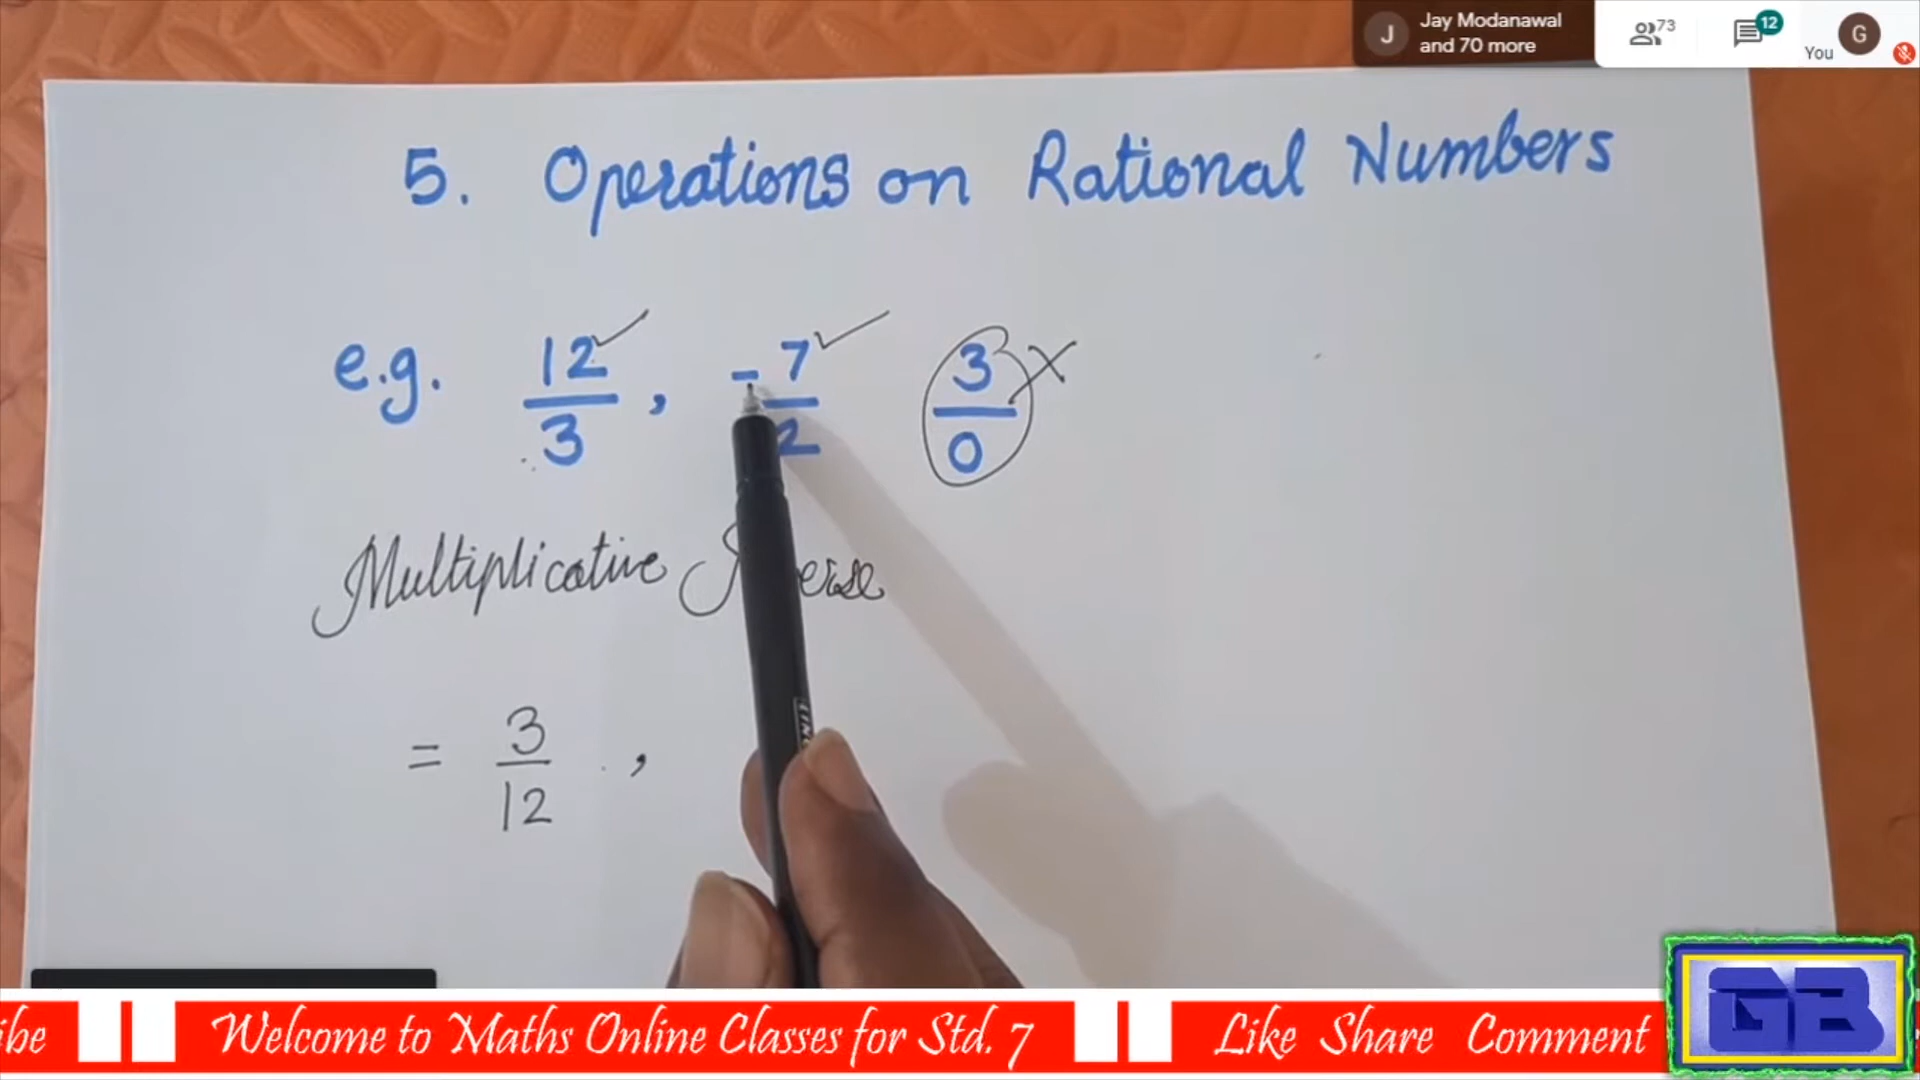 Jay Modanawal
and 70 more
J
73
12
You
G
5. Operations on Rational Numbers
e.g. 12/3 , -7/2 3/0
Multiplicative
= 3/12 ,
ibe Welcome to Maths Online Classes for Std. 7 Like Share Comment
GB